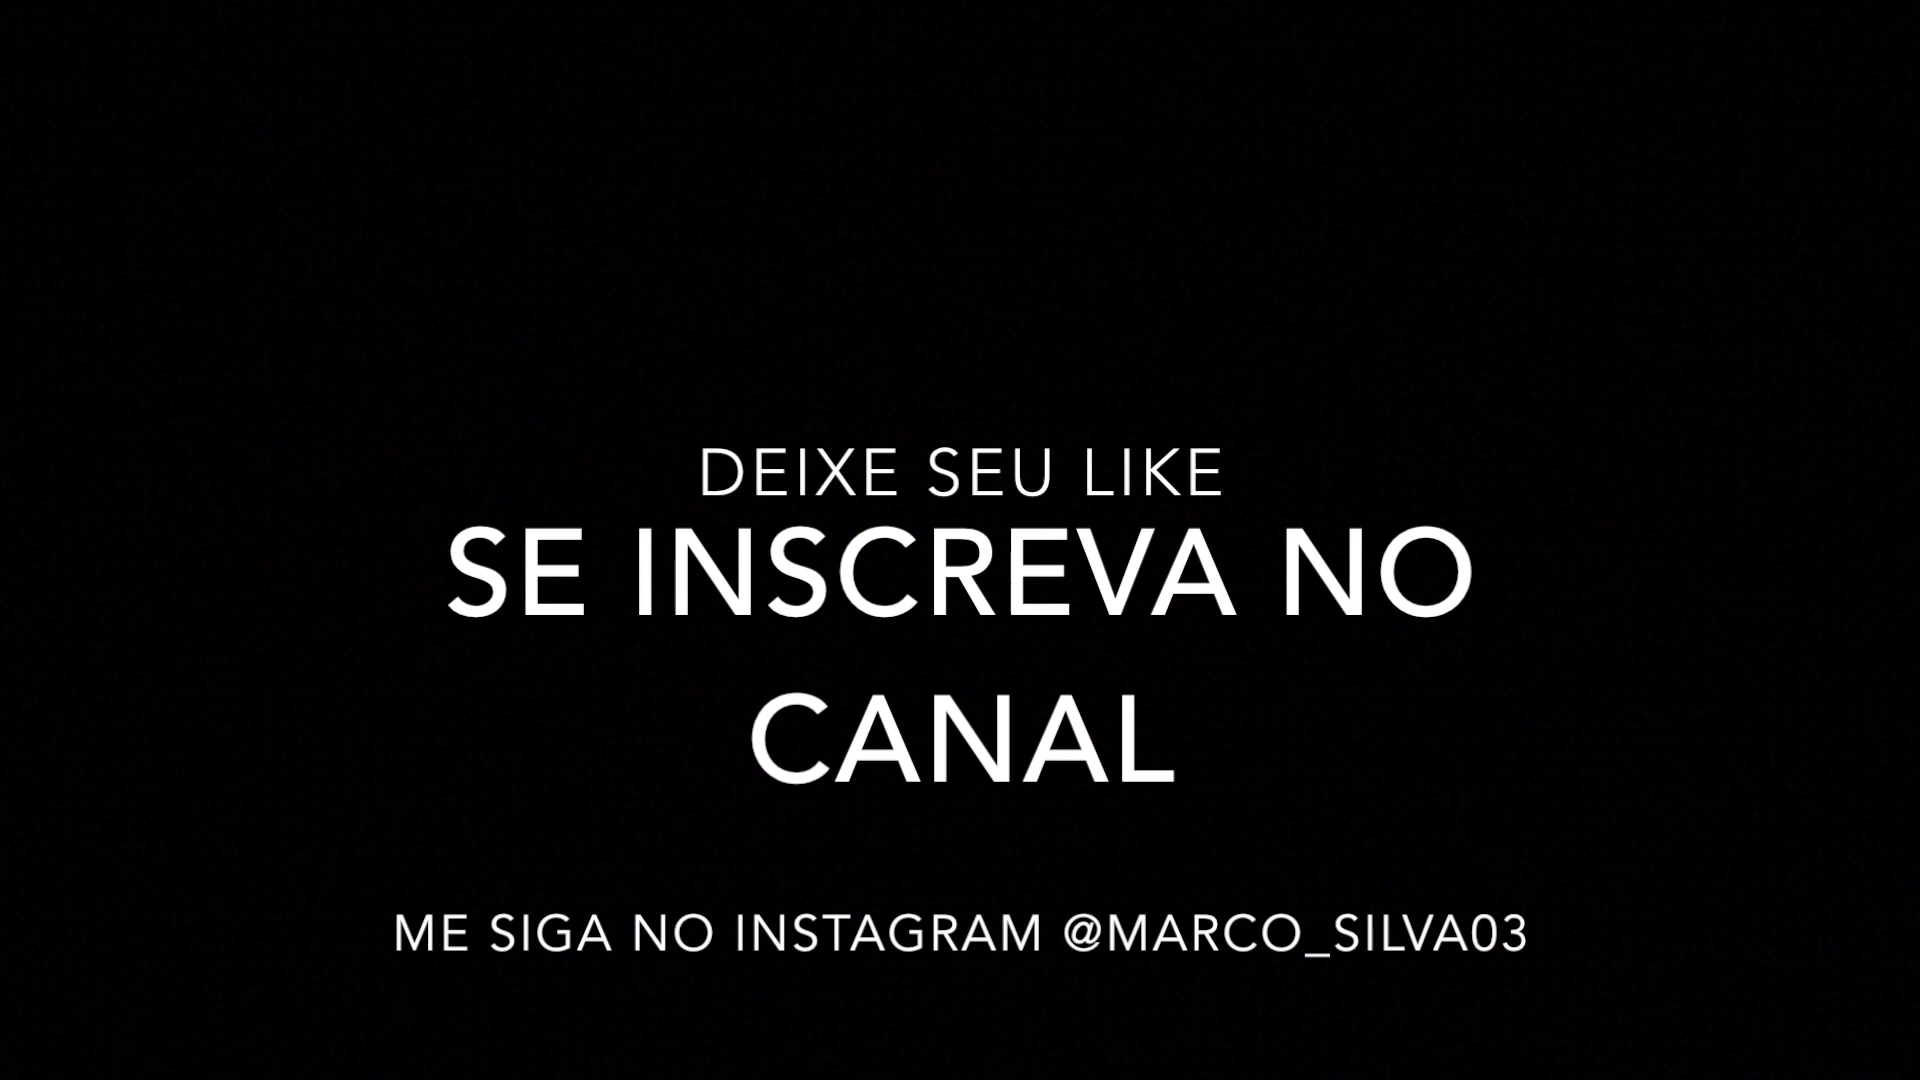 DEIXE SEU LIKE
SE INSCREVA NO
CANAL
ME SIGA NO INSTAGRAM @MARCO_SILVA03